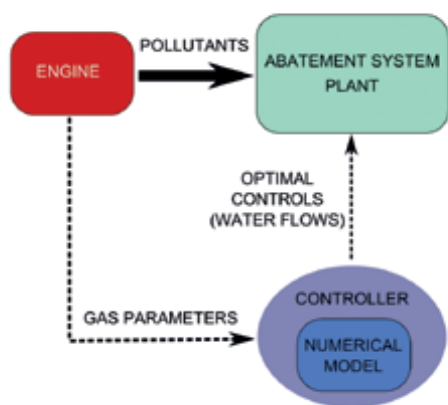 POLLUTANTS
ENGINE
ABATEMENT SYSTEM
PLANT
OPTIMAL
CONTROLS
(WATER FLOWS)
CONTROLLER
GAS PARAMETERS
NUMERICAL
MODEL